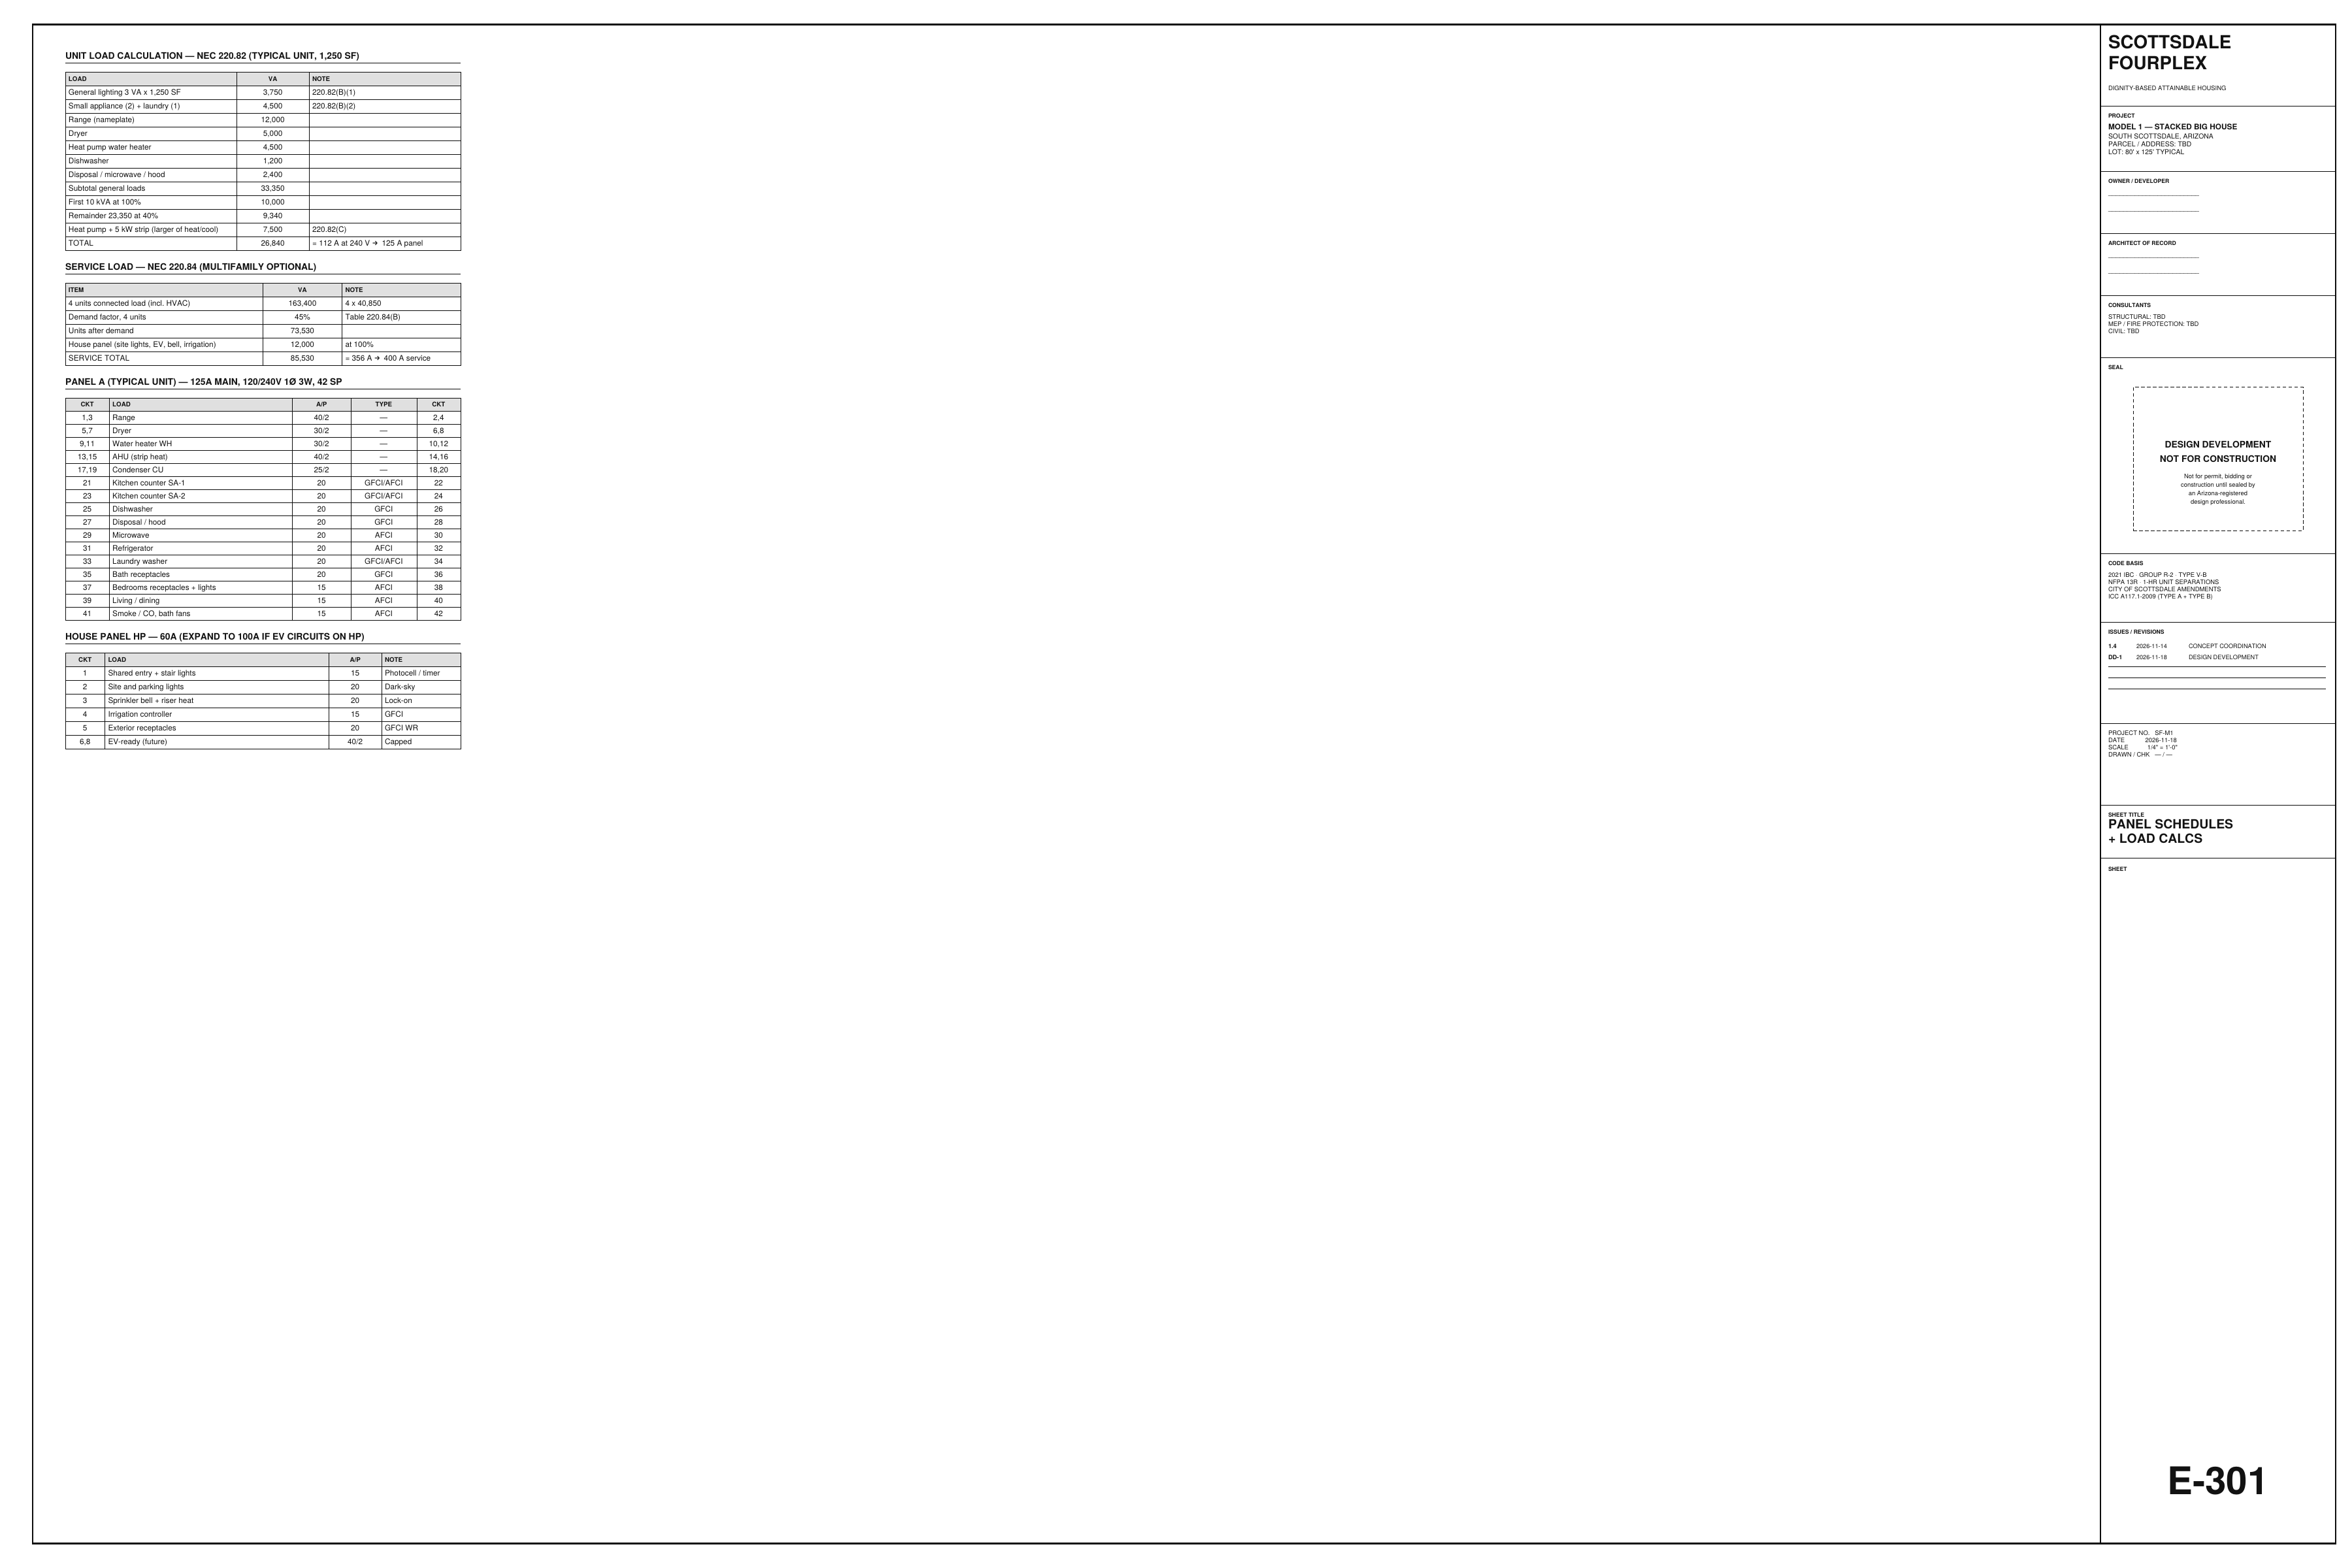 UNIT LOAD CALCULATION — NEC 220.82 (TYPICAL UNIT, 1,250 SF)
LOAD VA NOTE
General lighting 3 VA x 1,250 SF 3,750 220.82(B)(1)
Small appliance (2) + laundry (1) 4,500 220.82(B)(2)
Range (nameplate) 12,000
Dryer 5,000
Heat pump water heater 4,500
Dishwasher 1,200
Disposal / microwave / hood 2,400
Subtotal general loads 33,350
First 10 kVA at 100% 10,000
Remainder 23,350 at 40% 9,340
Heat pump + 5 kW strip (larger of heat/cool) 7,500 220.82(C)
TOTAL 26,840 = 112 A at 240 V → 125 A panel
SERVICE LOAD — NEC 220.84 (MULTIFAMILY OPTIONAL)
ITEM VA NOTE
4 units connected load (incl. HVAC) 163,400 4 x 40,850
Demand factor, 4 units 45% Table 220.84(B)
Units after demand 73,530
House panel (site lights, EV, bell, irrigation) 12,000 at 100%
SERVICE TOTAL 85,530 = 356 A → 400 A service
PANEL A (TYPICAL UNIT) — 125A MAIN, 120/240V 1Ø 3W, 42 SP
CKT LOAD A/P TYPE CKT
1,3 Range 40/2 — 2,4
5,7 Dryer 30/2 — 6,8
9,11 Water heater WH 30/2 — 10,12
13,15 AHU (strip heat) 40/2 — 14,16
17,19 Condenser CU 25/2 — 18,20
21 Kitchen counter SA-1 20 GFCI/AFCI 22
23 Kitchen counter SA-2 20 GFCI/AFCI 24
25 Dishwasher 20 GFCI 26
27 Disposal / hood 20 GFCI 28
29 Microwave 20 AFCI 30
31 Refrigerator 20 AFCI 32
33 Laundry washer 20 GFCI/AFCI 34
35 Bath receptacles 20 GFCI 36
37 Bedrooms receptacles + lights 15 AFCI 38
39 Living / dining 15 AFCI 40
41 Smoke / CO, bath fans 15 AFCI 42
HOUSE PANEL HP — 60A (EXPAND TO 100A IF EV CIRCUITS ON HP)
CKT LOAD A/P NOTE
1 Shared entry + stair lights 15 Photocell / timer
2 Site and parking lights 20 Dark-sky
3 Sprinkler bell + riser heat 20 Lock-on
4 Irrigation controller 15 GFCI
5 Exterior receptacles 20 GFCI WR
6,8 EV-ready (future) 40/2 Capped
SCOTTSDALE
FOURPLEX
DIGNITY-BASED ATTAINABLE HOUSING
PROJECT
MODEL 1 — STACKED BIG HOUSE
SOUTH SCOTTSDALE, ARIZONA
PARCEL / ADDRESS: TBD
LOT: 80' x 125' TYPICAL
OWNER / DEVELOPER
ARCHITECT OF RECORD
CONSULTANTS
STRUCTURAL: TBD
MEP / FIRE PROTECTION: TBD
CIVIL: TBD
SEAL
DESIGN DEVELOPMENT
NOT FOR CONSTRUCTION
Not for permit, bidding or
construction until sealed by
an Arizona-registered
design professional.
CODE BASIS
2021 IBC · GROUP R-2 · TYPE V-B
NFPA 13R · 1-HR UNIT SEPARATIONS
CITY OF SCOTTSDALE AMENDMENTS
ICC A117.1-2009 (TYPE A + TYPE B)
ISSUES / REVISIONS
1.4 2026-11-14 CONCEPT COORDINATION
DD-1 2026-11-18 DESIGN DEVELOPMENT
PROJECT NO. SF-M1
DATE 2026-11-18
SCALE 1/4" = 1'-0"
DRAWN / CHK — / —
SHEET TITLE
PANEL SCHEDULES
+ LOAD CALCS
SHEET
E-301